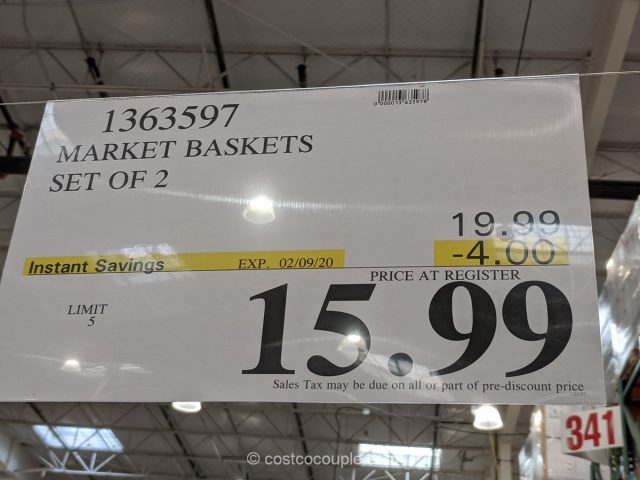 1363597
MARKET BASKETS
SET OF 2
19.99
-4.00
Instant Savings EXP. 02/09/20
PRICE AT REGISTER
LIMIT
5
15.99
Sales Tax may be due on all or part of pre-discount price
341
© costcocouple